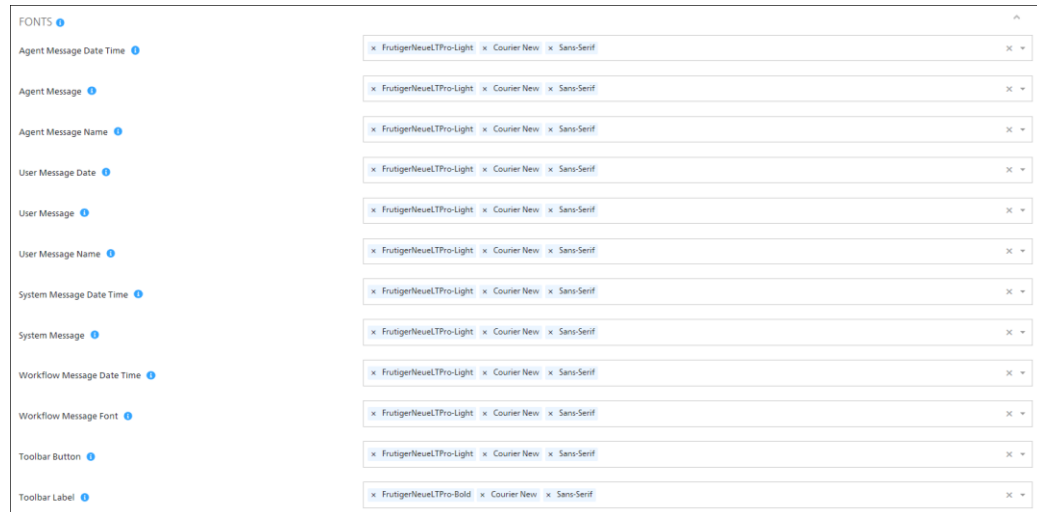 FONTS
Agent Message Date Time × FrutigerNeueLTPro-Light × Courier New × Sans-Serif
Agent Message × FrutigerNeueLTPro-Light × Courier New × Sans-Serif
Agent Message Name × FrutigerNeueLTPro-Light × Courier New × Sans-Serif
User Message Date × FrutigerNeueLTPro-Light × Courier New × Sans-Serif
User Message × FrutigerNeueLTPro-Light × Courier New × Sans-Serif
User Message Name × FrutigerNeueLTPro-Light × Courier New × Sans-Serif
System Message Date Time × FrutigerNeueLTPro-Light × Courier New × Sans-Serif
System Message × FrutigerNeueLTPro-Light × Courier New × Sans-Serif
Workflow Message Date Time × FrutigerNeueLTPro-Light × Courier New × Sans-Serif
Workflow Message Font × FrutigerNeueLTPro-Light × Courier New × Sans-Serif
Toolbar Button × FrutigerNeueLTPro-Light × Courier New × Sans-Serif
Toolbar Label × FrutigerNeueLTPro-Bold × Courier New × Sans-Serif